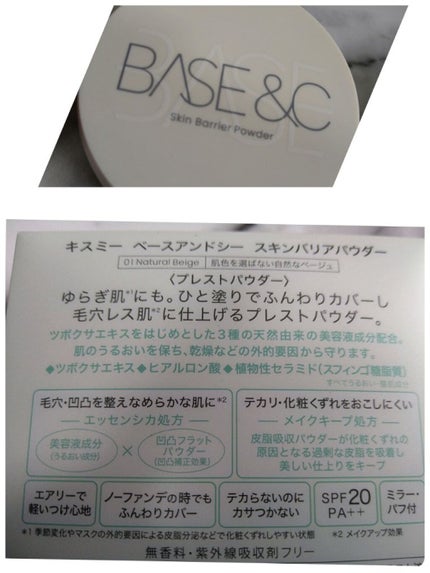 BASE &C
Skin Barrier Powder
キスミー ベースアンドシー スキンバリアパウダー
01 Natural Beige 肌色を選ばない自然なベージュ
〈プレストパウダー〉
ゆらぎ肌*1にも。ひと塗りでふんわりカバーし
毛穴レス肌*2に仕上げるプレストパウダー。
ツボクサエキスをはじめとした3種の天然由来の美容液成分配合。
肌のうるおいを保ち、乾燥などの外的要因から守ります。
◆ツボクサエキス◆ヒアルロン酸◆植物性セラミド(スフィンゴ糖脂質)
すべてうるおい・整肌成分
毛穴・凹凸を整えなめらかな肌に*2
エッセンシカ処方
美容液成分
(うるおい成分)
×
凹凸フラット
パウダー
(凹凸補正効果)
テカリ・化粧くずれをおこしにくい
メイクキープ処方
皮脂吸収パウダーが化粧くずれの
原因となる過剰な皮脂を吸着し
美しい仕上りをキープ
エアリーで
軽いつけ心地
ノーファンデの時でも
ふんわりカバー
テカらないのに
カサつかない
SPF20
PA++
ミラー・
パフ付
*1 季節変化やマスクの外的要因による皮脂分泌などで化粧くずれしやすい状態 *2 メイクアップ効果
無香料・紫外線吸収剤フリー